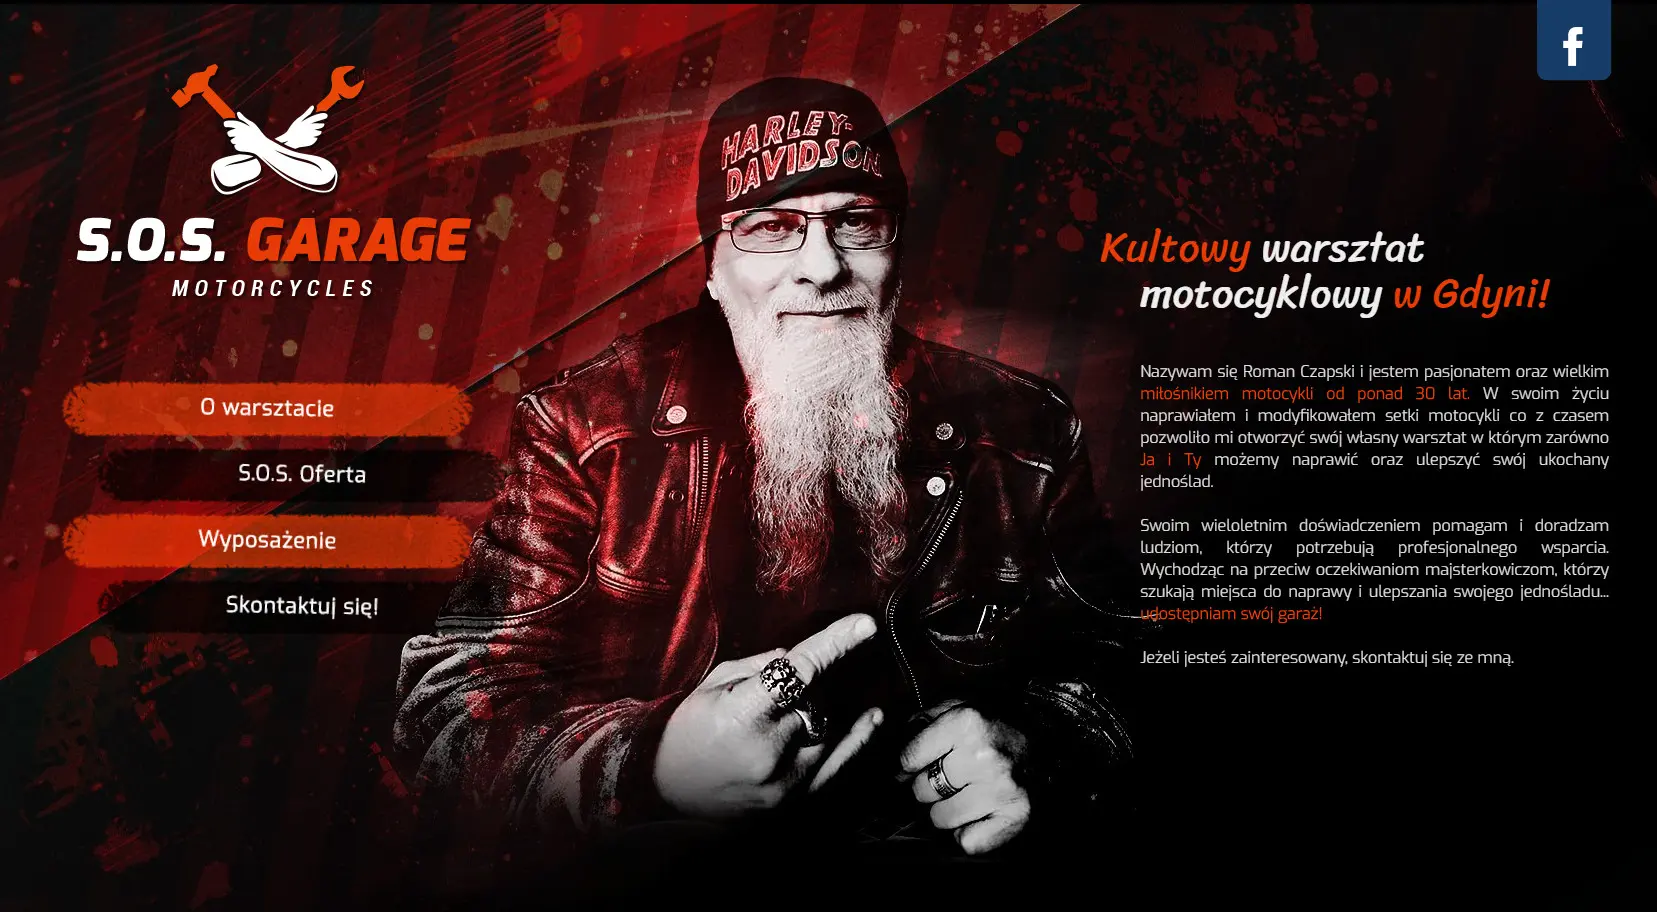 HARLEY-
DAVIDSON
S.O.S. GARAGE
MOTORCYCLES
O warsztacie
S.O.S. Oferta
Wyposażenie
Skontaktuj się!
Kultowy warsztat
motocyklowy w Gdyni!
Nazywam się Roman Czapski i jestem pasjonatem oraz wielkim
miłośnikiem motocykli od ponad 30 lat. W swoim życiu
naprawiałem i modyfikowałem setki motocykli co z czasem
pozwoliło mi otworzyć swój własny warsztat w którym zarówno
Ja i Ty możemy naprawić oraz ulepszyć swój ukochany
jednoślad.
Swoim wieloletnim doświadczeniem pomagam i doradzam
ludziom, którzy potrzebują profesjonalnego wsparcia.
Wychodząc na przeciw oczekiwaniom majsterkowiczom, którzy
szukają miejsca do naprawy i ulepszania swojego jednośladu...
udostępniam swój garaż!
Jeżeli jesteś zainteresowany, skontaktuj się ze mną.